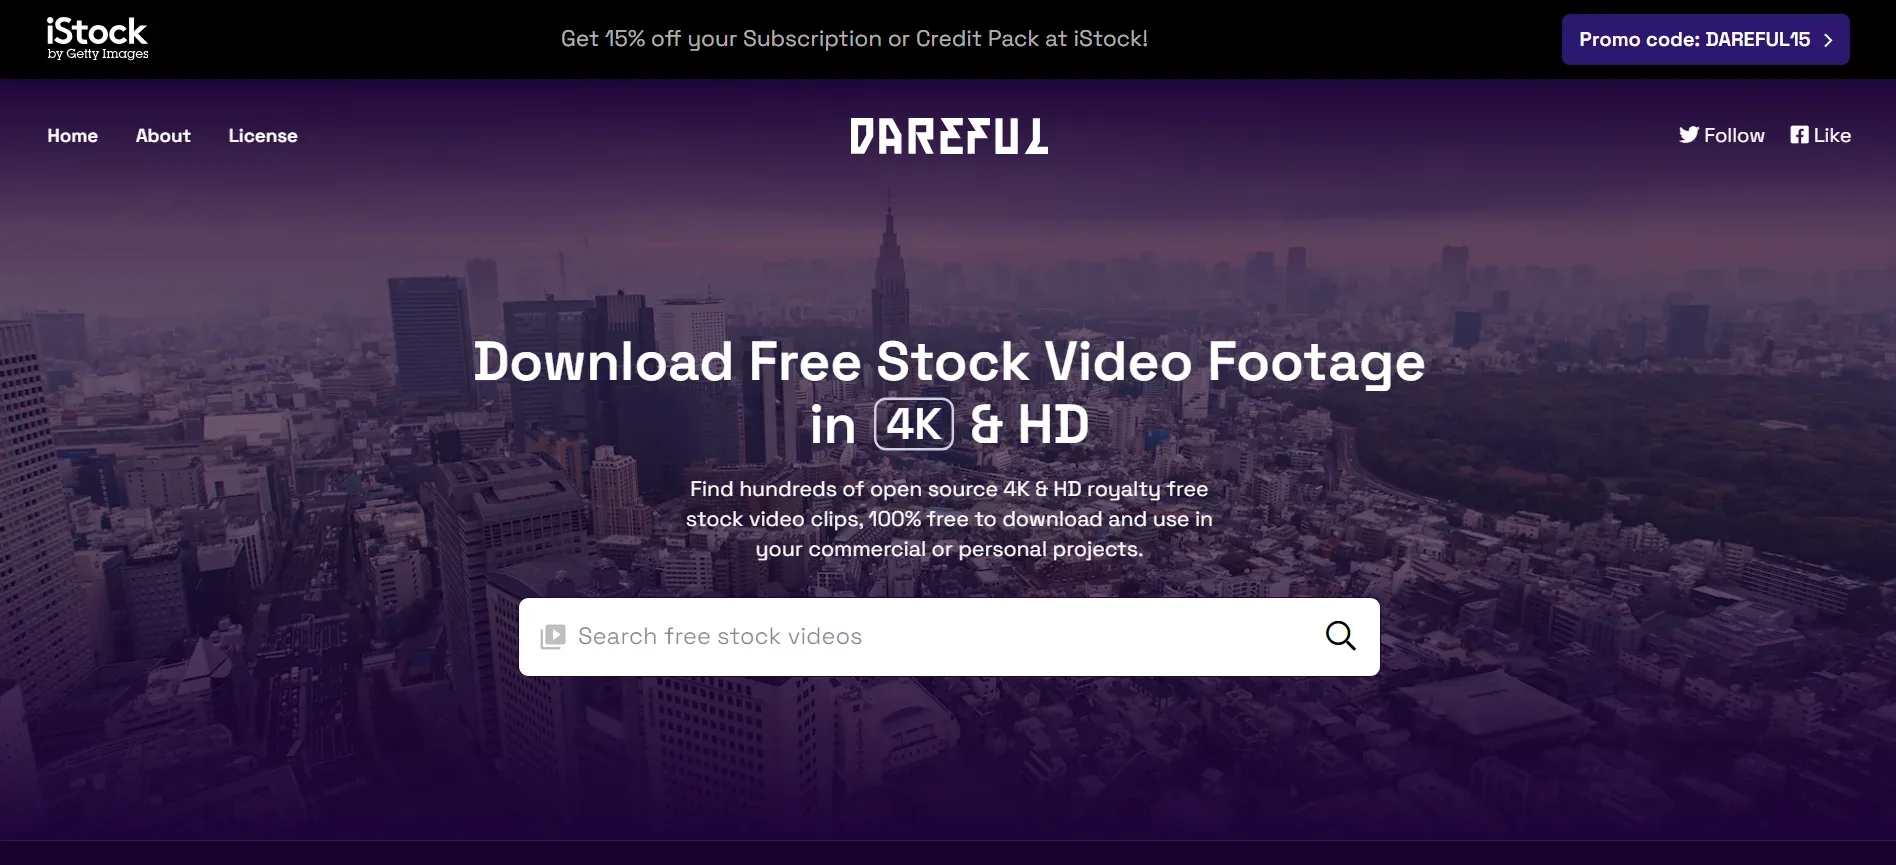 iStock
by Getty Images
Get 15% off your Subscription or Credit Pack at iStock!
Promo code: DAREFUL15
Home
About
License
DAREFUL
Follow
Like
Download Free Stock Video Footage
in 4K & HD
Find hundreds of open source 4K & HD royalty free
stock video clips, 100% free to download and use in
your commercial or personal projects.
Search free stock videos